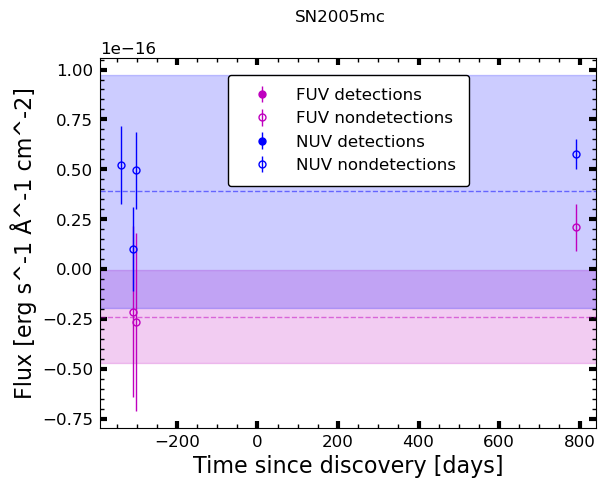 SN2005mc
1e−16
1.00
0.75
0.50
0.25
0.00
−0.25
−0.50
−0.75
Flux [erg s^-1 Å^-1 cm^-2]
FUV detections
FUV nondetections
NUV detections
NUV nondetections
−200 0 200 400 600 800
Time since discovery [days]